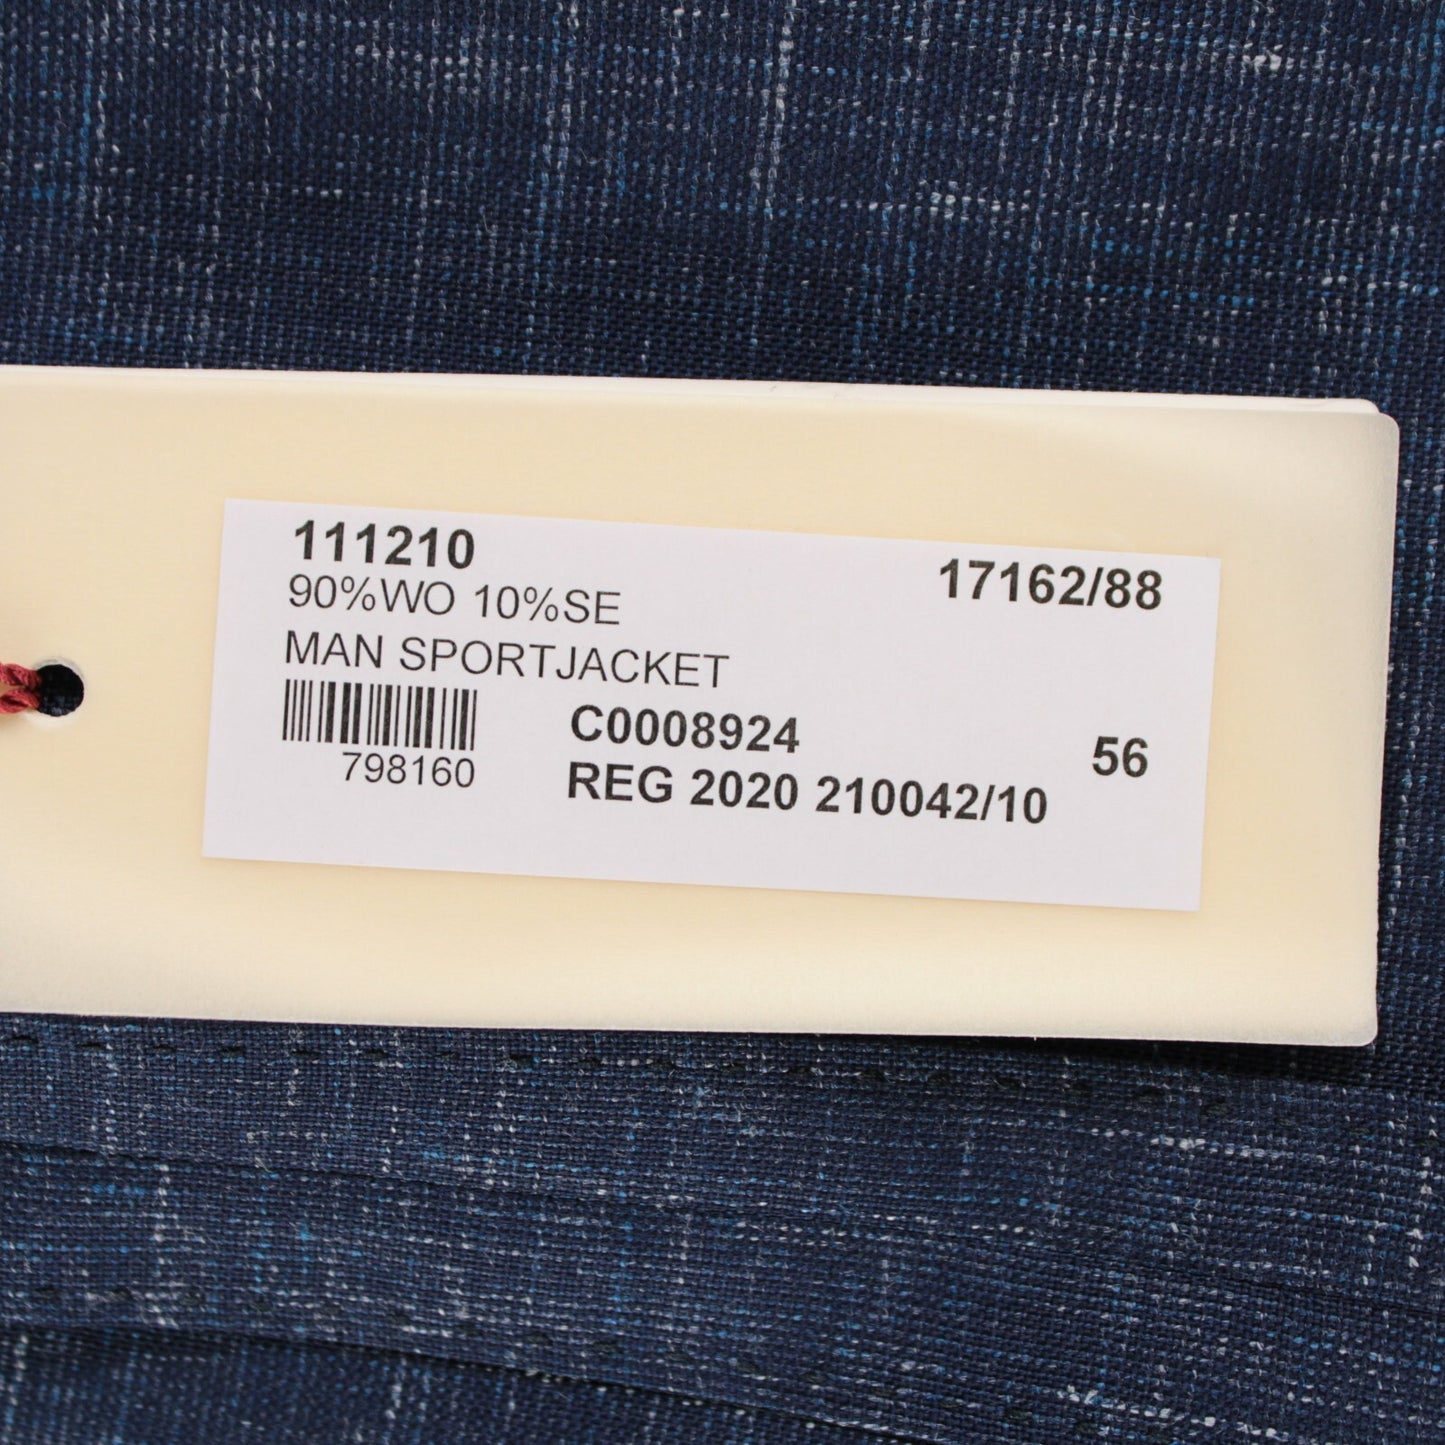 111210 17162/88
90%WO 10%SE
MAN SPORTJACKET
C0008924 56
798160 REG 2020 210042/10